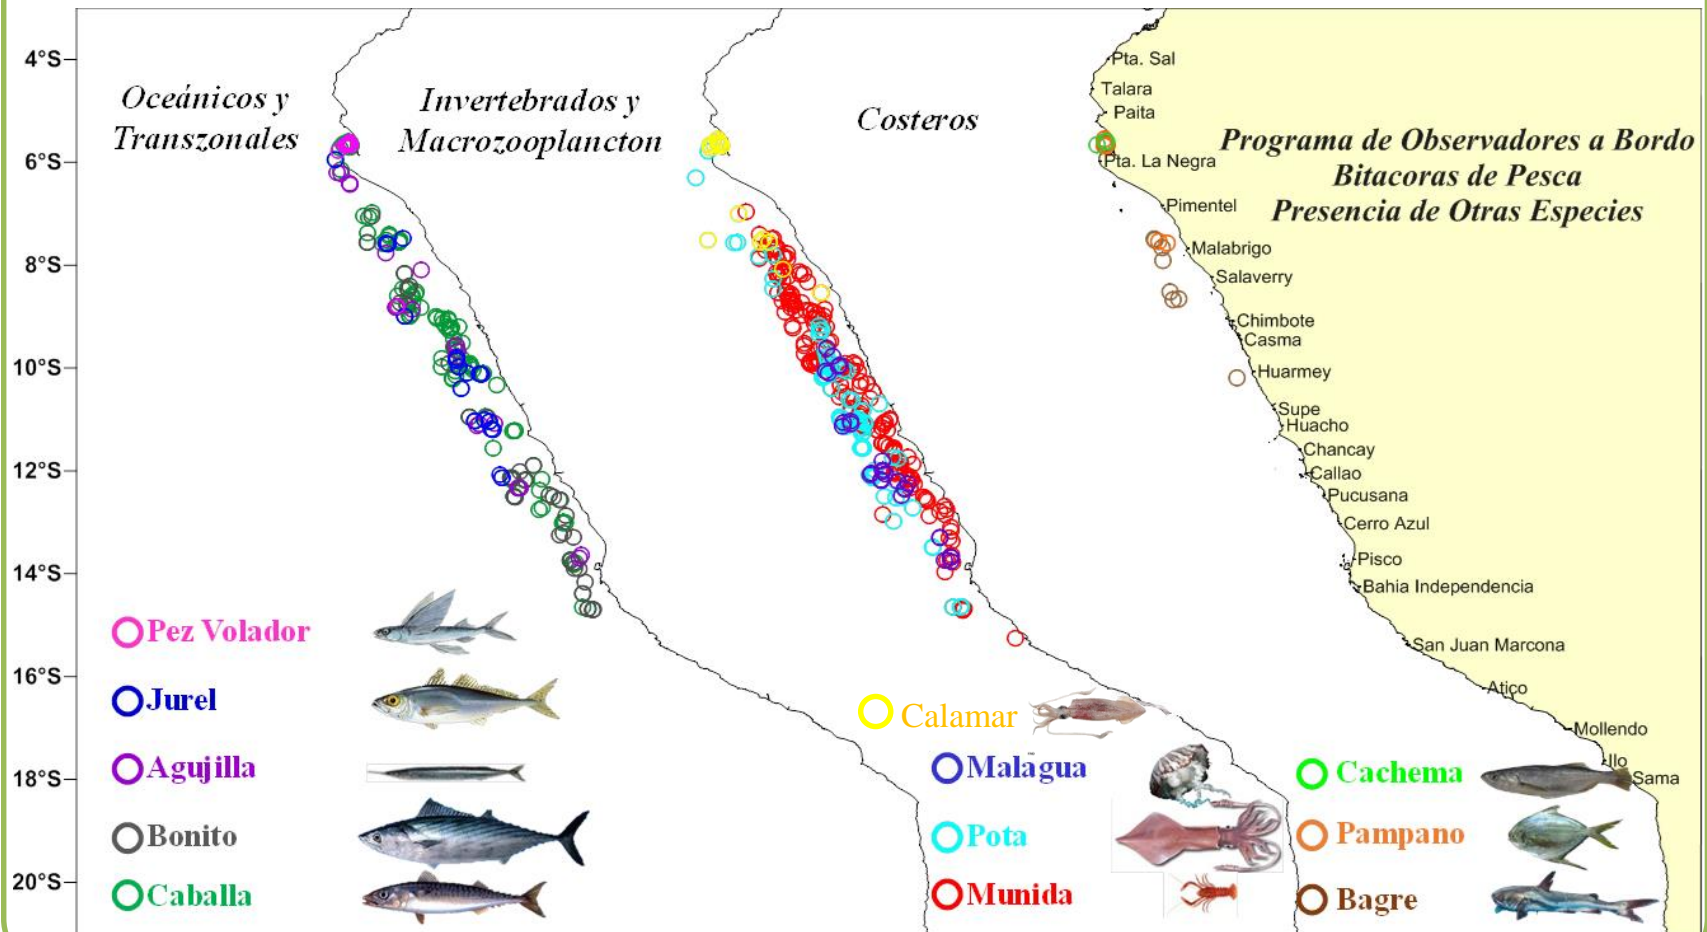 4°S
6°S
8°S
10°S
12°S
14°S
16°S
18°S
20°S
Oceánicos y
Transzonales
Invertebrados y
Macrozooplancton
Costeros
Programa de Observadores a Bordo
Bitacoras de Pesca
Presencia de Otras Especies
Pta. Sal
Talara
Paita
Pta. La Negra
Pimentel
Malabrigo
Salaverry
Chimbote
Casma
Huarmey
Supe
Huacho
Chancay
Callao
Pucusana
Cerro Azul
Pisco
Bahia Independencia
San Juan Marcona
Atico
Mollendo
Ilo
Sama
Pez Volador
Jurel
Agujilla
Bonito
Caballa
Calamar
Malagua
Pota
Munida
Cachema
Pampano
Bagre